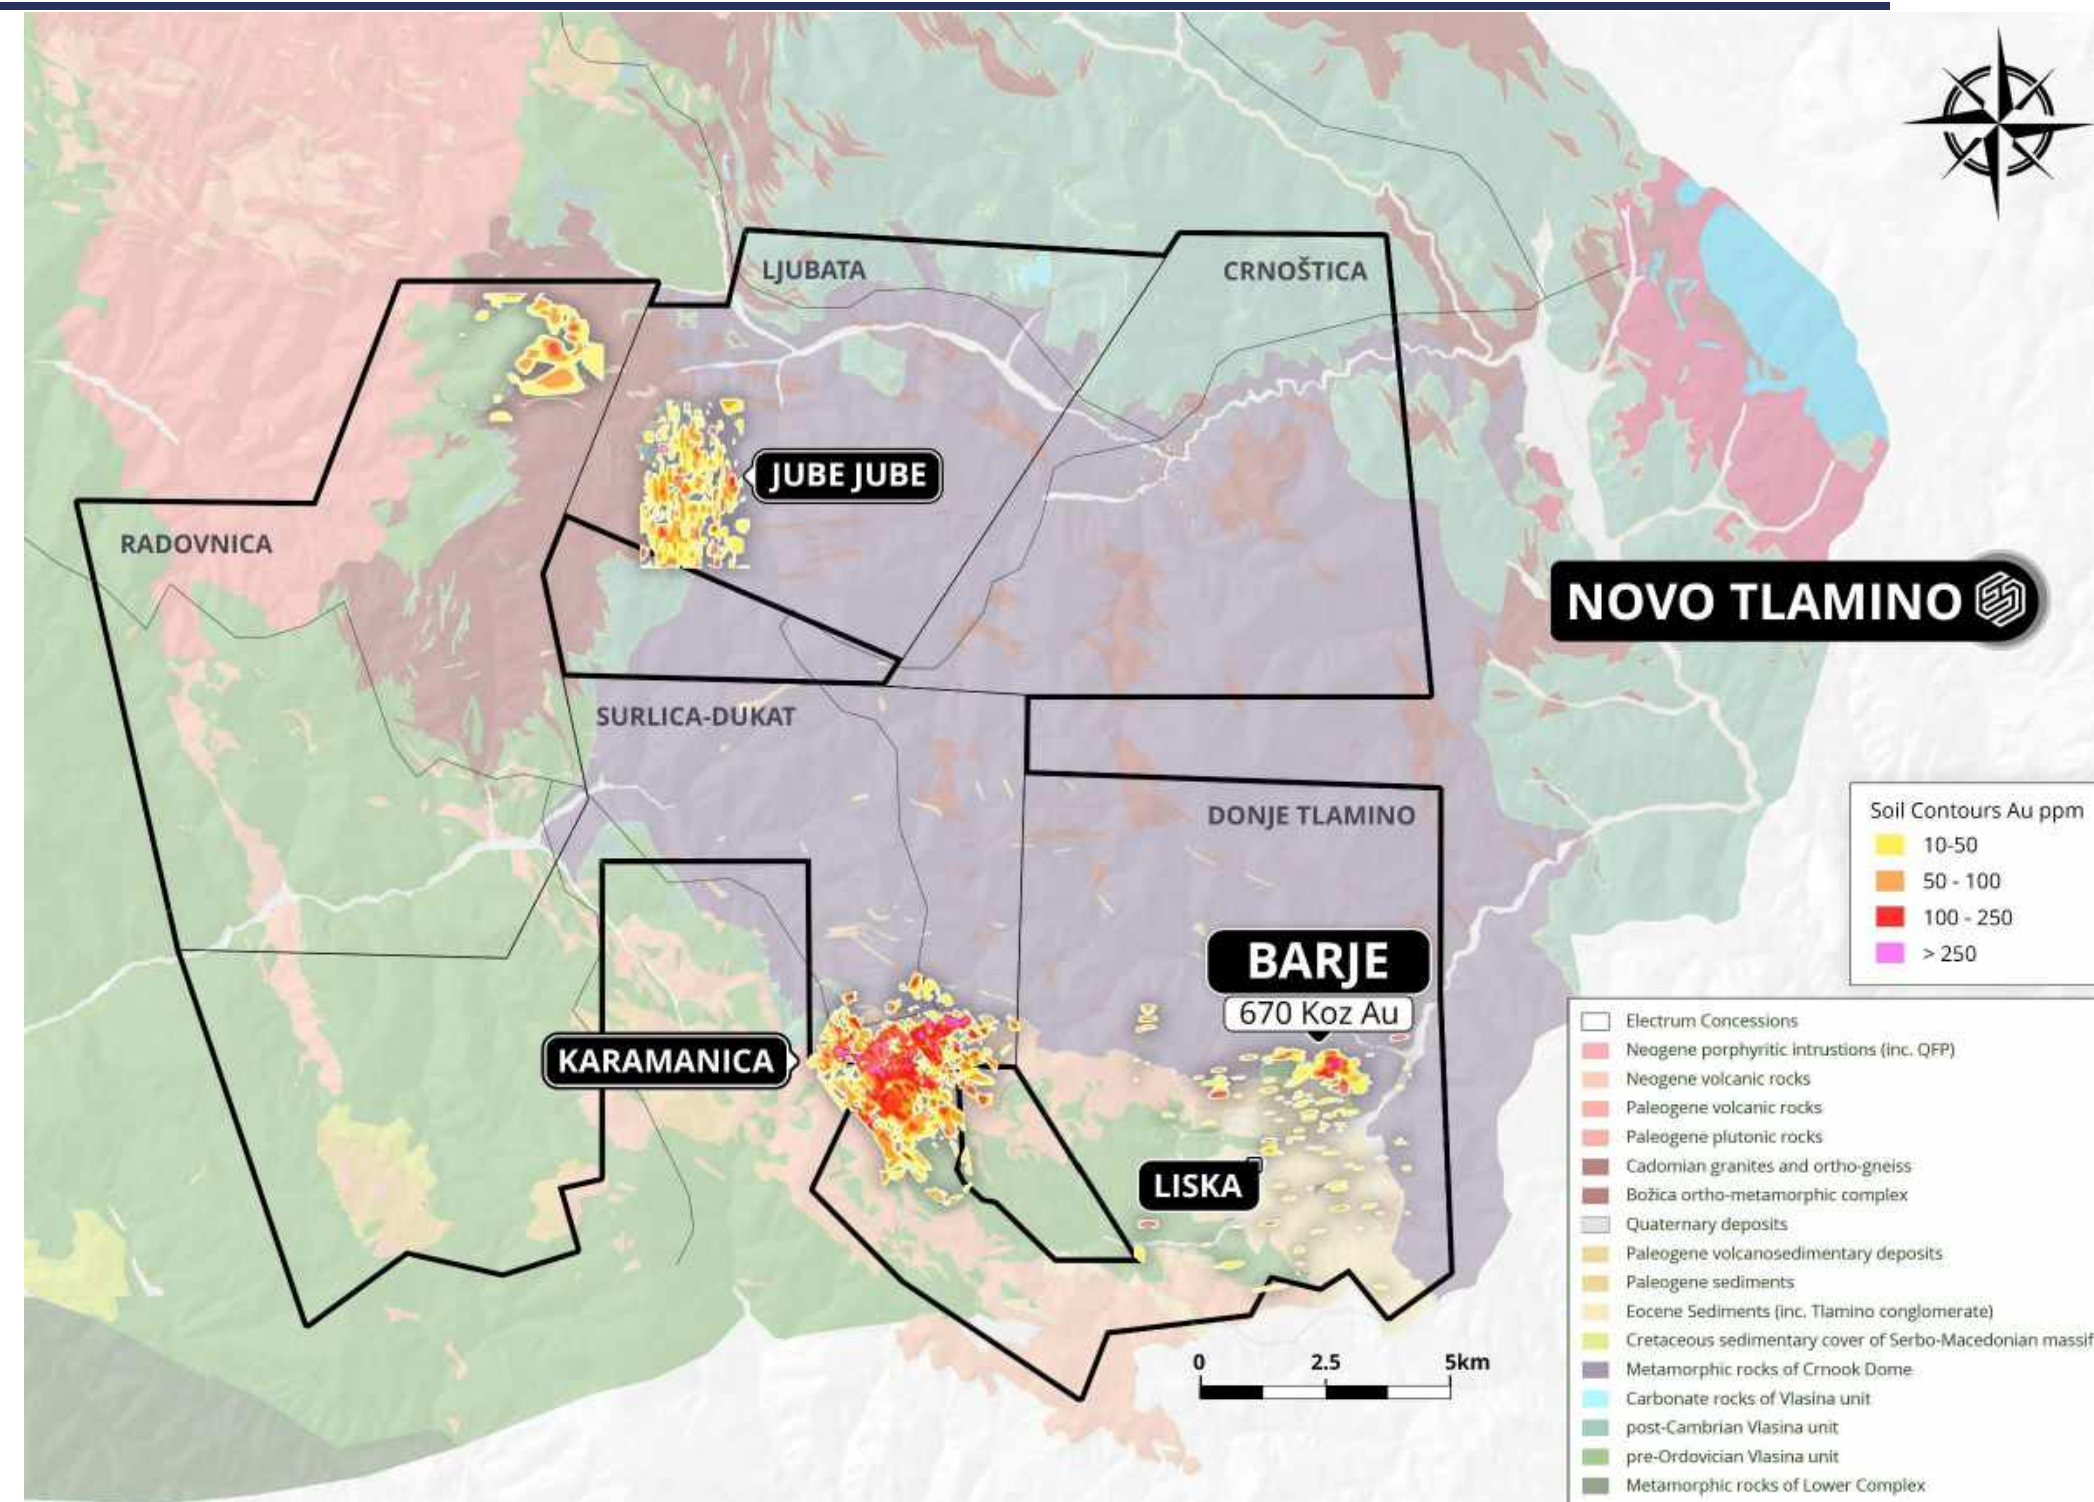 LJUBATA
CRNOŠTICA
JUBE JUBE
RADOVNICA
NOVO TLAMINO
SURLICA-DUKAT
DONJE TLAMINO
Soil Contours Au ppm
10-50
50 - 100
100 - 250
> 250
BARJE
670 Koz Au
KARAMANICA
LISKA
0 2.5 5km
Electrum Concessions
Neogene porphyritic intrustions (inc. QFP)
Neogene volcanic rocks
Paleogene volcanic rocks
Paleogene plutonic rocks
Cadomian granites and ortho-gneiss
Božica ortho-metamorphic complex
Quaternary deposits
Paleogene volcanosedimentary deposits
Paleogene sediments
Eocene Sediments (inc. Tlamino conglomerate)
Cretaceous sedimentary cover of Serbo-Macedonian massif
Metamorphic rocks of Crnook Dome
Carbonate rocks of Vlasina unit
post-Cambrian Vlasina unit
pre-Ordovician Vlasina unit
Metamorphic rocks of Lower Complex